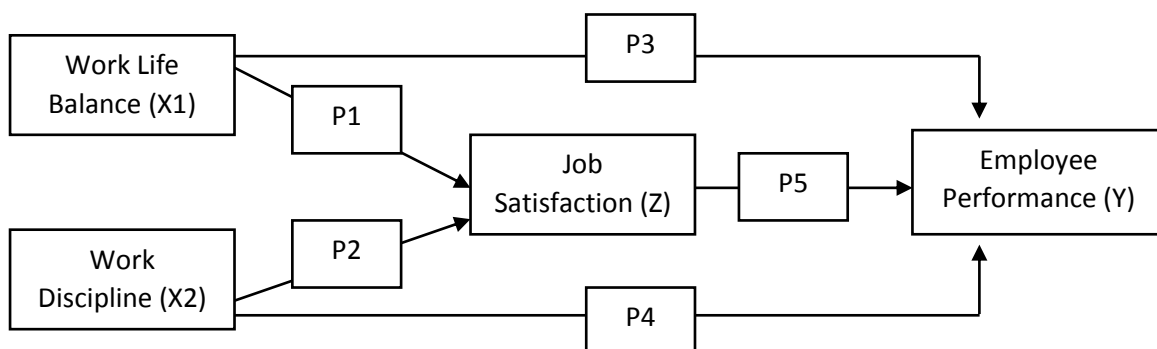 P3
Work Life
Balance (X1)
P1
Job
Satisfaction (Z)
P5
Employee
Performance (Y)
P2
Work
Discipline (X2)
P4